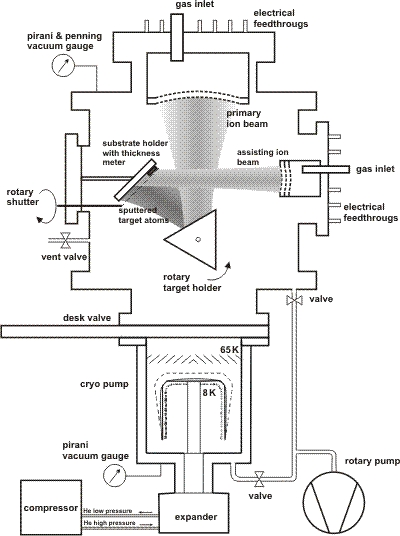 gas inlet
electrical
feedthroughs
pirani & penning
vacuum gauge
primary
ion beam
substrate holder
with thickness
meter
assisting ion
beam
gas inlet
rotary
shutter
sputtered
target atoms
electrical
feedthrougs
vent valve
rotary
target holder
valve
desk valve
65K
cryo pump
8K
pirani
vacuum gauge
rotary pump
valve
compressor
He low pressure
He high pressure
expander